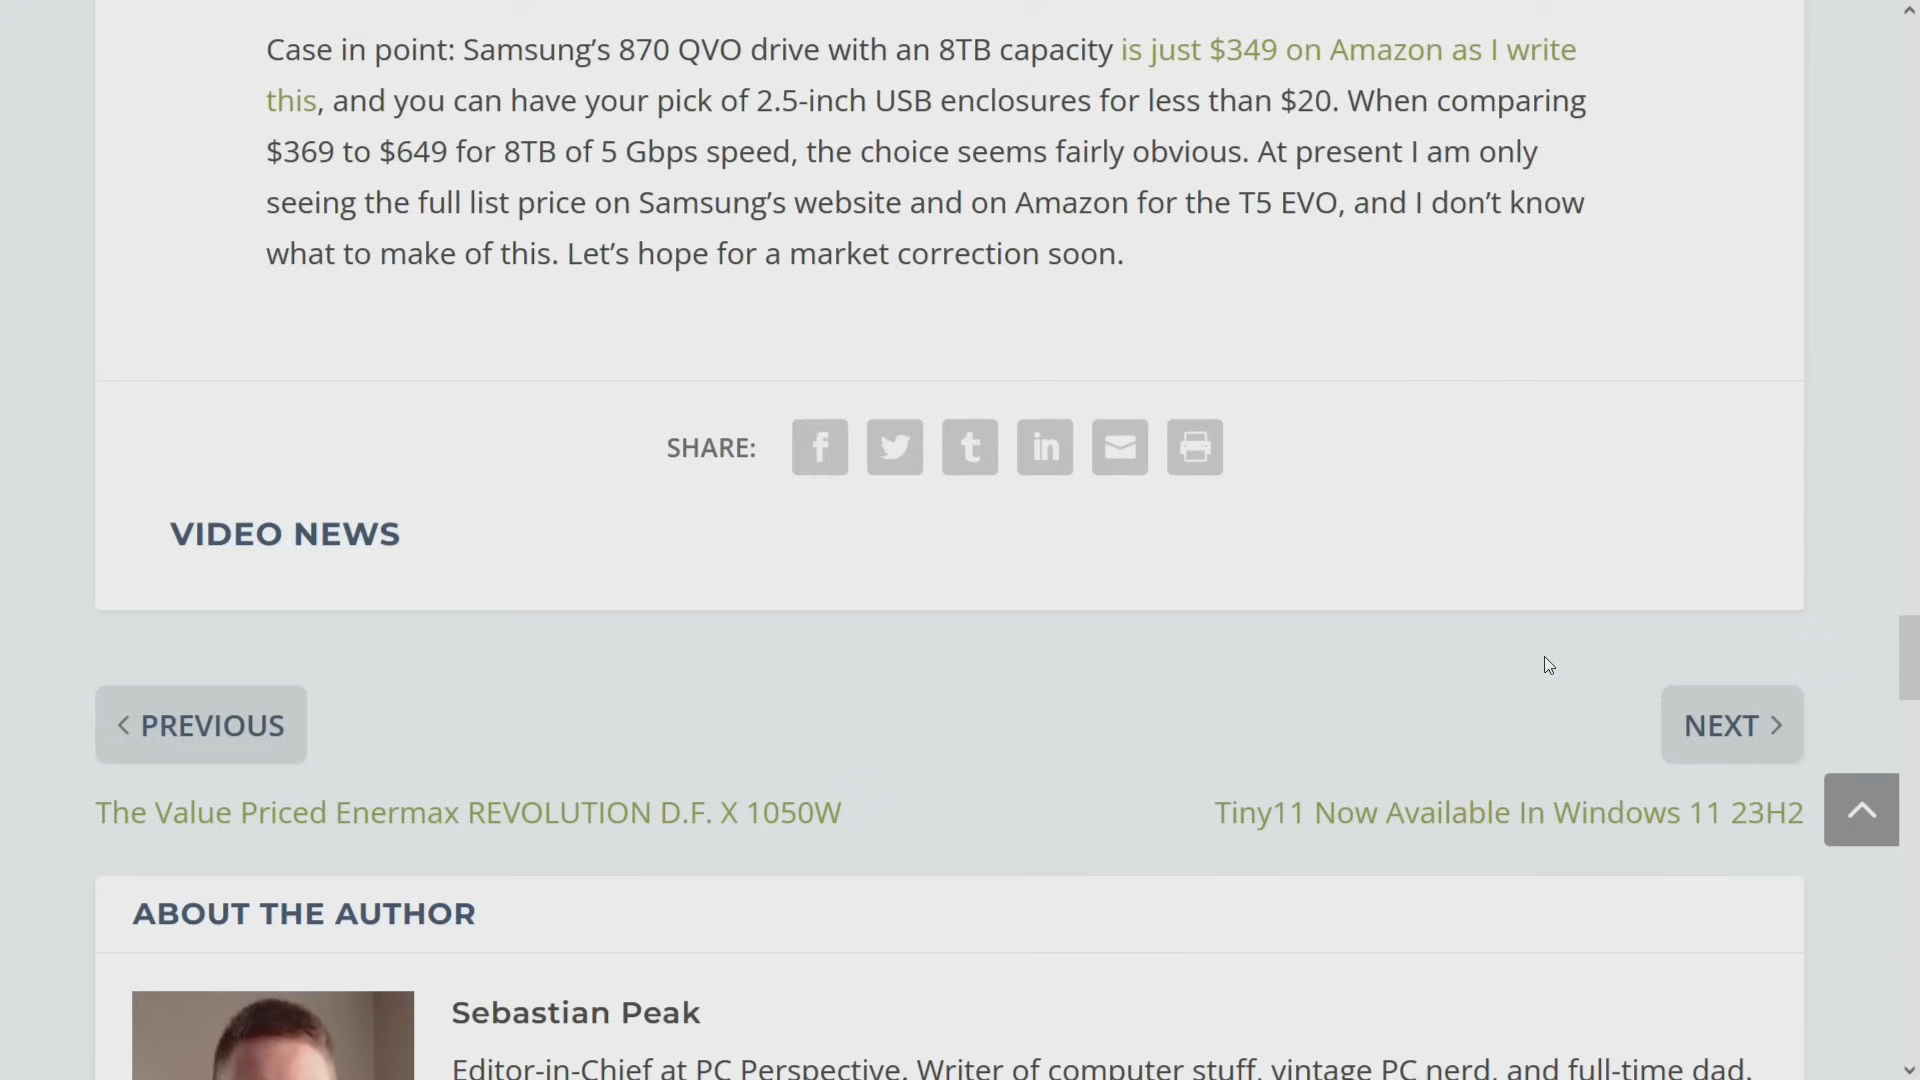 Case in point: Samsung’s 870 QVO drive with an 8TB capacity is just $349 on Amazon as I write
this, and you can have your pick of 2.5-inch USB enclosures for less than $20. When comparing
$369 to $649 for 8TB of 5 Gbps speed, the choice seems fairly obvious. At present I am only
seeing the full list price on Samsung’s website and on Amazon for the T5 EVO, and I don’t know
what to make of this. Let’s hope for a market correction soon.
SHARE:
VIDEO NEWS
PREVIOUS
NEXT
The Value Priced Enermax REVOLUTION D.F. X 1050W
Tiny11 Now Available In Windows 11 23H2
ABOUT THE AUTHOR
Sebastian Peak
Editor-in-Chief at PC Perspective. Writer of computer stuff, vintage PC nerd, and full-time dad.